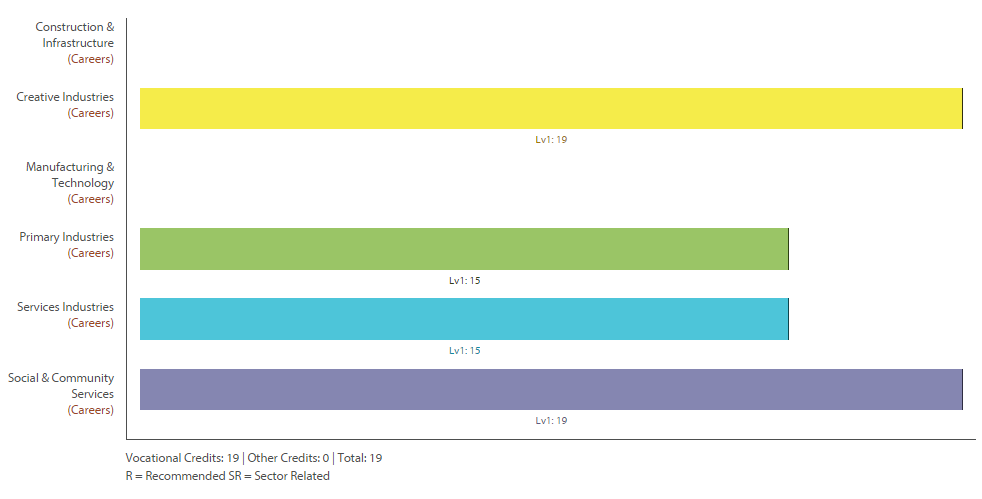 Construction &
Infrastructure
(Careers)
Creative Industries
(Careers)
Lv1: 19
Manufacturing &
Technology
(Careers)
Primary Industries
(Careers)
Lv1: 15
Services Industries
(Careers)
Lv1: 15
Social & Community
Services
(Careers)
Lv1: 19
Vocational Credits: 19 | Other Credits: 0 | Total: 19
R = Recommended SR = Sector Related